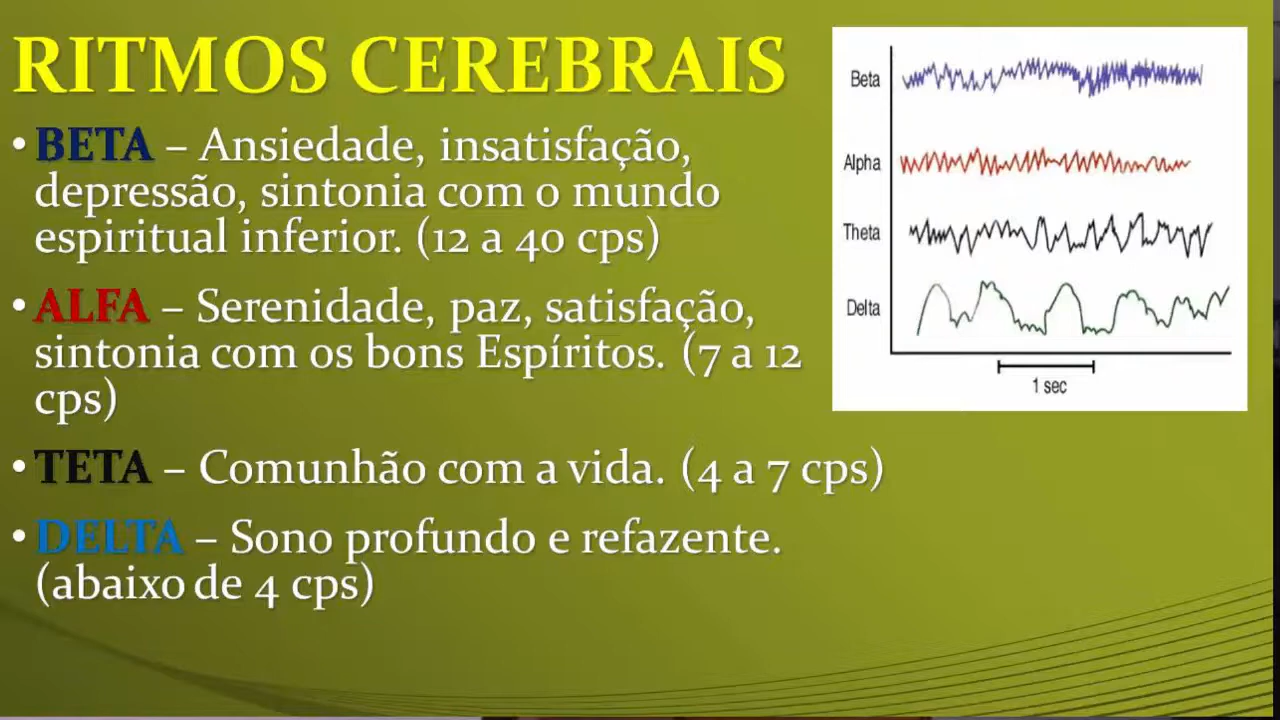 RITMOS CEREBRAIS
• BETA – Ansiedade, insatisfação,
depressão, sintonia com o mundo
espiritual inferior. (12 a 40 cps)
• ALFA – Serenidade, paz, satisfação,
sintonia com os bons Espíritos. (7 a 12
cps)
• TETA – Comunhão com a vida. (4 a 7 cps)
• DELTA – Sono profundo e refazente.
(abaixo de 4 cps)
Beta
Alpha
Theta
Delta
1 sec